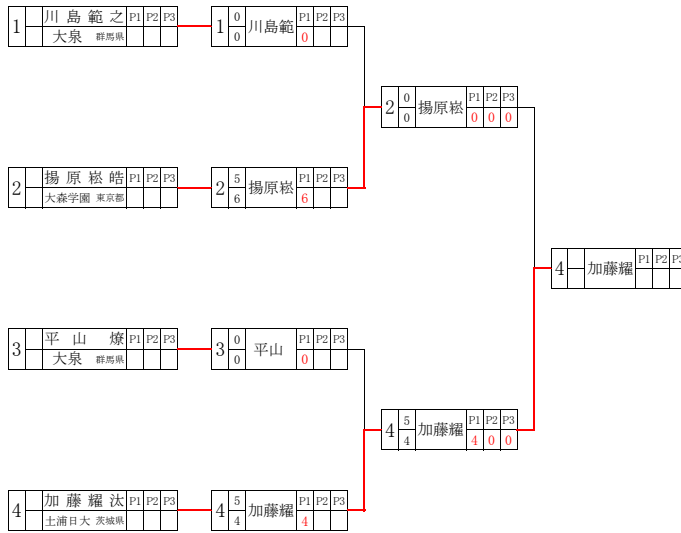 1 川島範之 P1 P2 P3
大泉 群馬県
1 0 川島範 P1 P2 P3
0 0
2 0 揚原崧 P1 P2 P3
0 0 0 0
2 揚原崧皓 P1 P2 P3
大森学園 東京都
2 5 揚原崧 P1 P2 P3
6 6
4 加藤耀 P1 P2 P3
3 平山燎 P1 P2 P3
大泉 群馬県
3 0 平山 P1 P2 P3
0 0
4 5 加藤耀 P1 P2 P3
4 4 0 0
4 加藤耀汰 P1 P2 P3
土浦日大 茨城県
4 5 加藤耀 P1 P2 P3
4 4